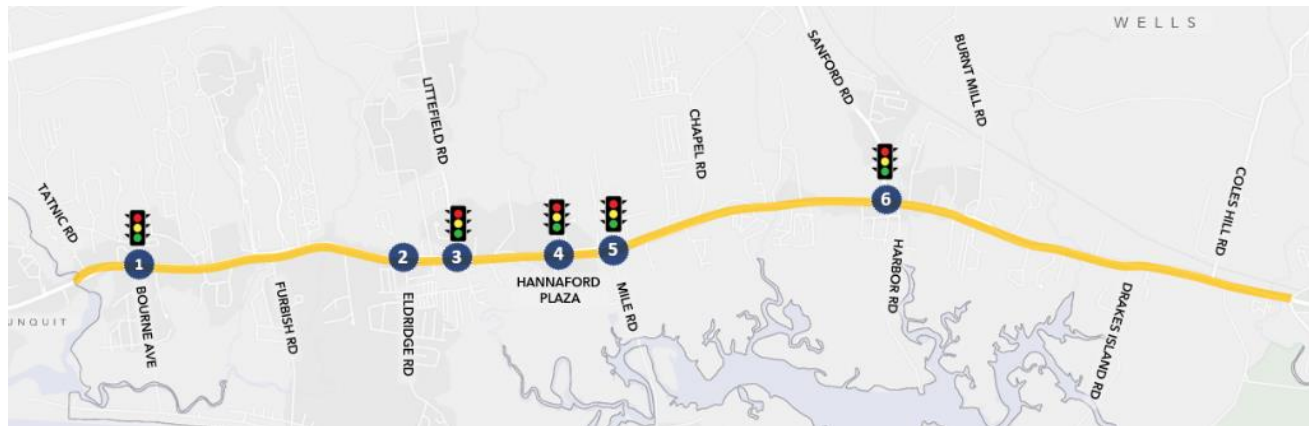 WELLS
SANFORD RD
BURNT MILL RD
LITTEFIELD RD
CHAPEL RD
COLES HILL RD
TATNIC RD
6
1
2
3
4
5
HANNAFORD
PLAZA
BOURNE AVE
FURBISH RD
ELDRIDGE RD
MILE RD
HARBOR RD
DRAKES ISLAND RD
UNQUIT